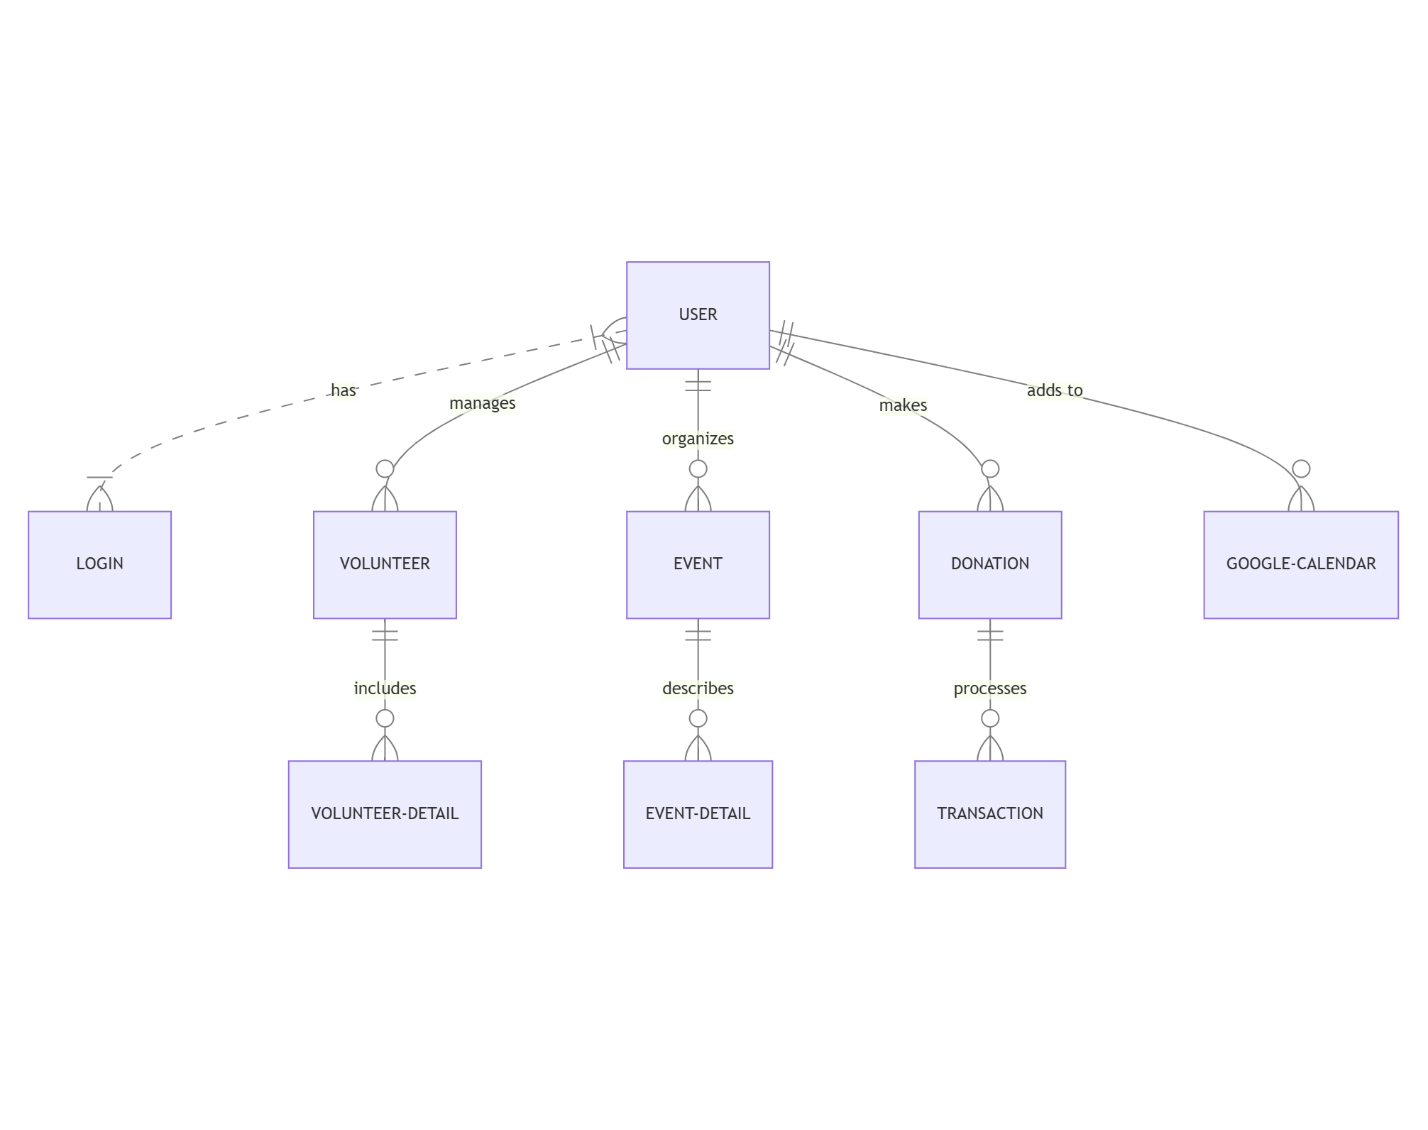 USER
has
manages
organizes
makes
adds to
LOGIN
VOLUNTEER
EVENT
DONATION
GOOGLE-CALENDAR
includes
describes
processes
VOLUNTEER-DETAIL
EVENT-DETAIL
TRANSACTION